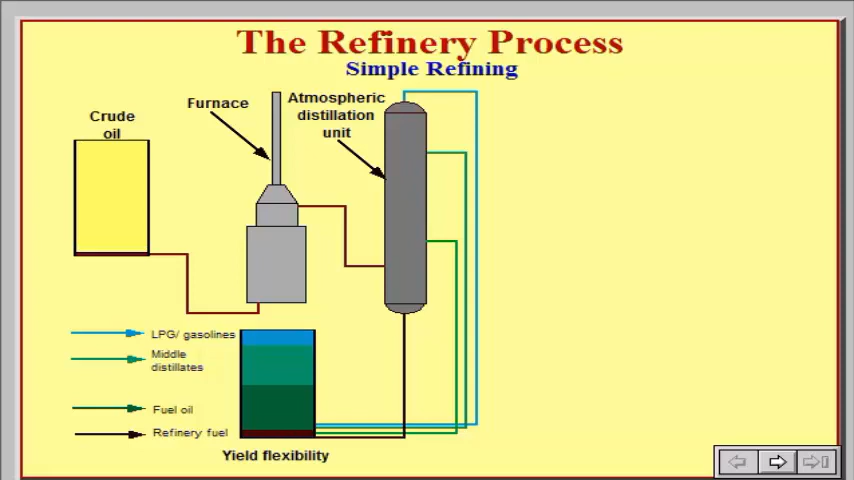 The Refinery Process
Simple Refining
Crude
oil
Furnace
Atmospheric
distillation
unit
LPG/ gasolines
Middle
distillates
Fuel oil
Refinery fuel
Yield flexibility